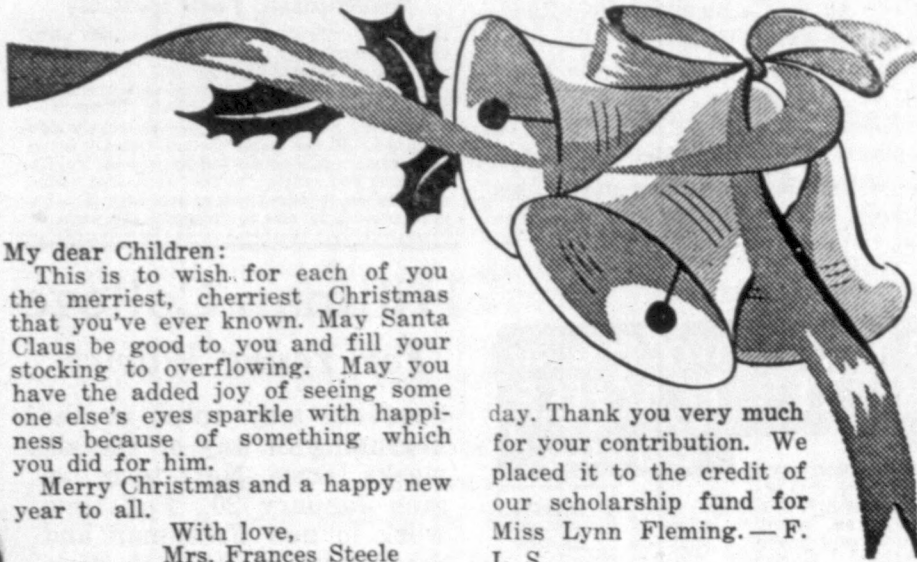 My dear Children:
This is to wish for each of you
the merriest, cherriest Christmas
that you've ever known. May Santa
Claus be good to you and fill your
stocking to overflowing. May you
have the added joy of seeing some
one else's eyes sparkle with happi-
ness because of something which
you did for him.
Merry Christmas and a happy new
year to all.
With love,
Mrs. Frances Steele
day. Thank you very much
for your contribution. We
placed it to the credit of
our scholarship fund for
Miss Lynn Fleming. — F.
L. S.